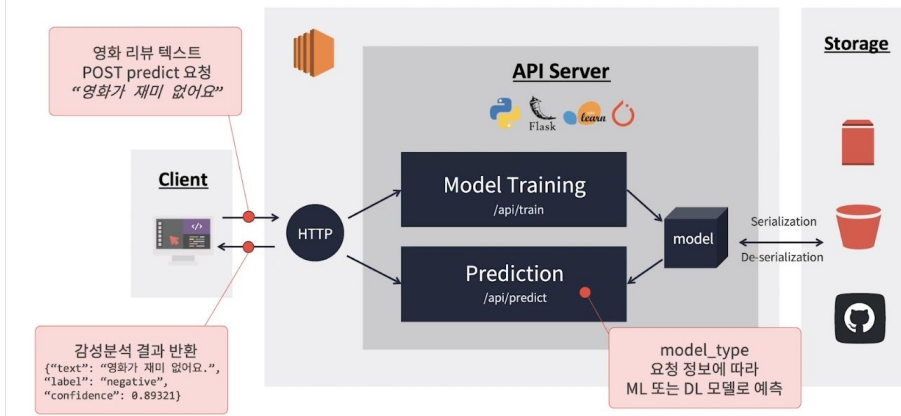 영화 리뷰 텍스트
POST predict 요청
“영화가 재미 없어요”
Client
</>
HTTP
API Server
Flask
learn
Model Training
/api/train
Prediction
/api/predict
model
Serialization
De-serialization
Storage
감성분석 결과 반환
{“text”: “영화가 재미 없어요.”,
“label”: “negative”,
“confidence”: 0.89321}
model_type
요청 정보에 따라
ML 또는 DL 모델로 예측